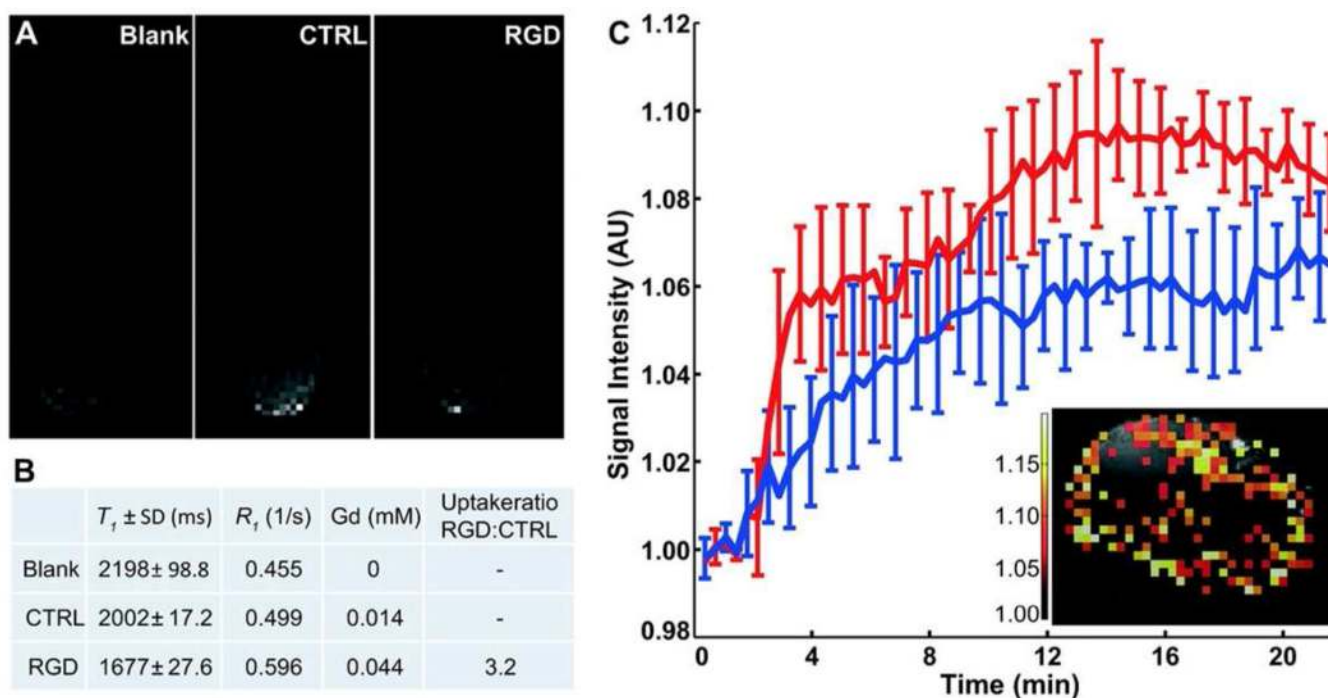 A
Blank
CTRL
RGD
B
T1 ± SD (ms) R1 (1/s) Gd (mM) Uptakeratio
RGD:CTRL
Blank 2198± 98.8 0.455 0 -
CTRL 2002± 17.2 0.499 0.014 -
RGD 1677± 27.6 0.596 0.044 3.2
C
Signal Intensity (AUI)
1.12
1.10
1.08
1.06
1.04
1.02
1.00
0.98
0 4 8 12 16 20
Time (min)
1.15
1.10
1.05
1.00